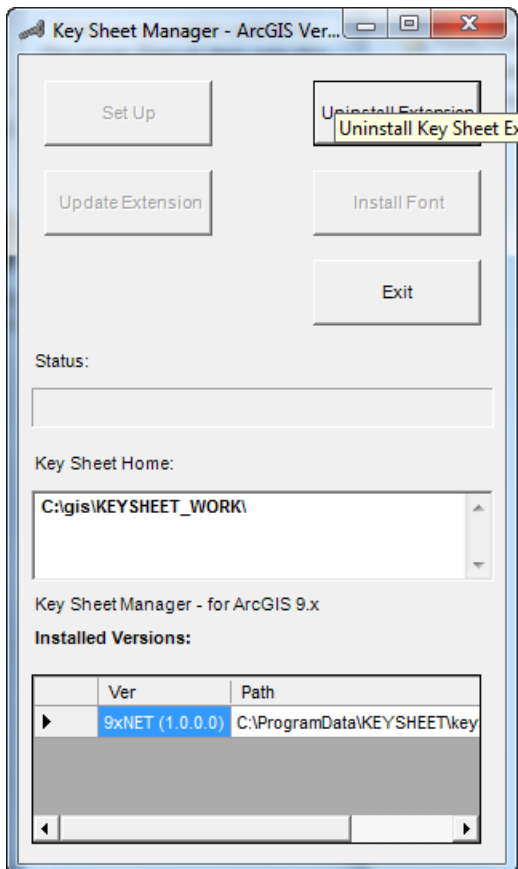 Key Sheet Manager - ArcGIS Ver...
Set Up
Uninstall Extension
Uninstall Key Sheet Ex
Update Extension
Install Font
Exit
Status:
Key Sheet Home:
C:\gis\KEYSHEET_WORK\
Key Sheet Manager - for ArcGIS 9.x
Installed Versions:
Ver Path
9xNET (1.0.0.0) C:\ProgramData\KEYSHEET\key